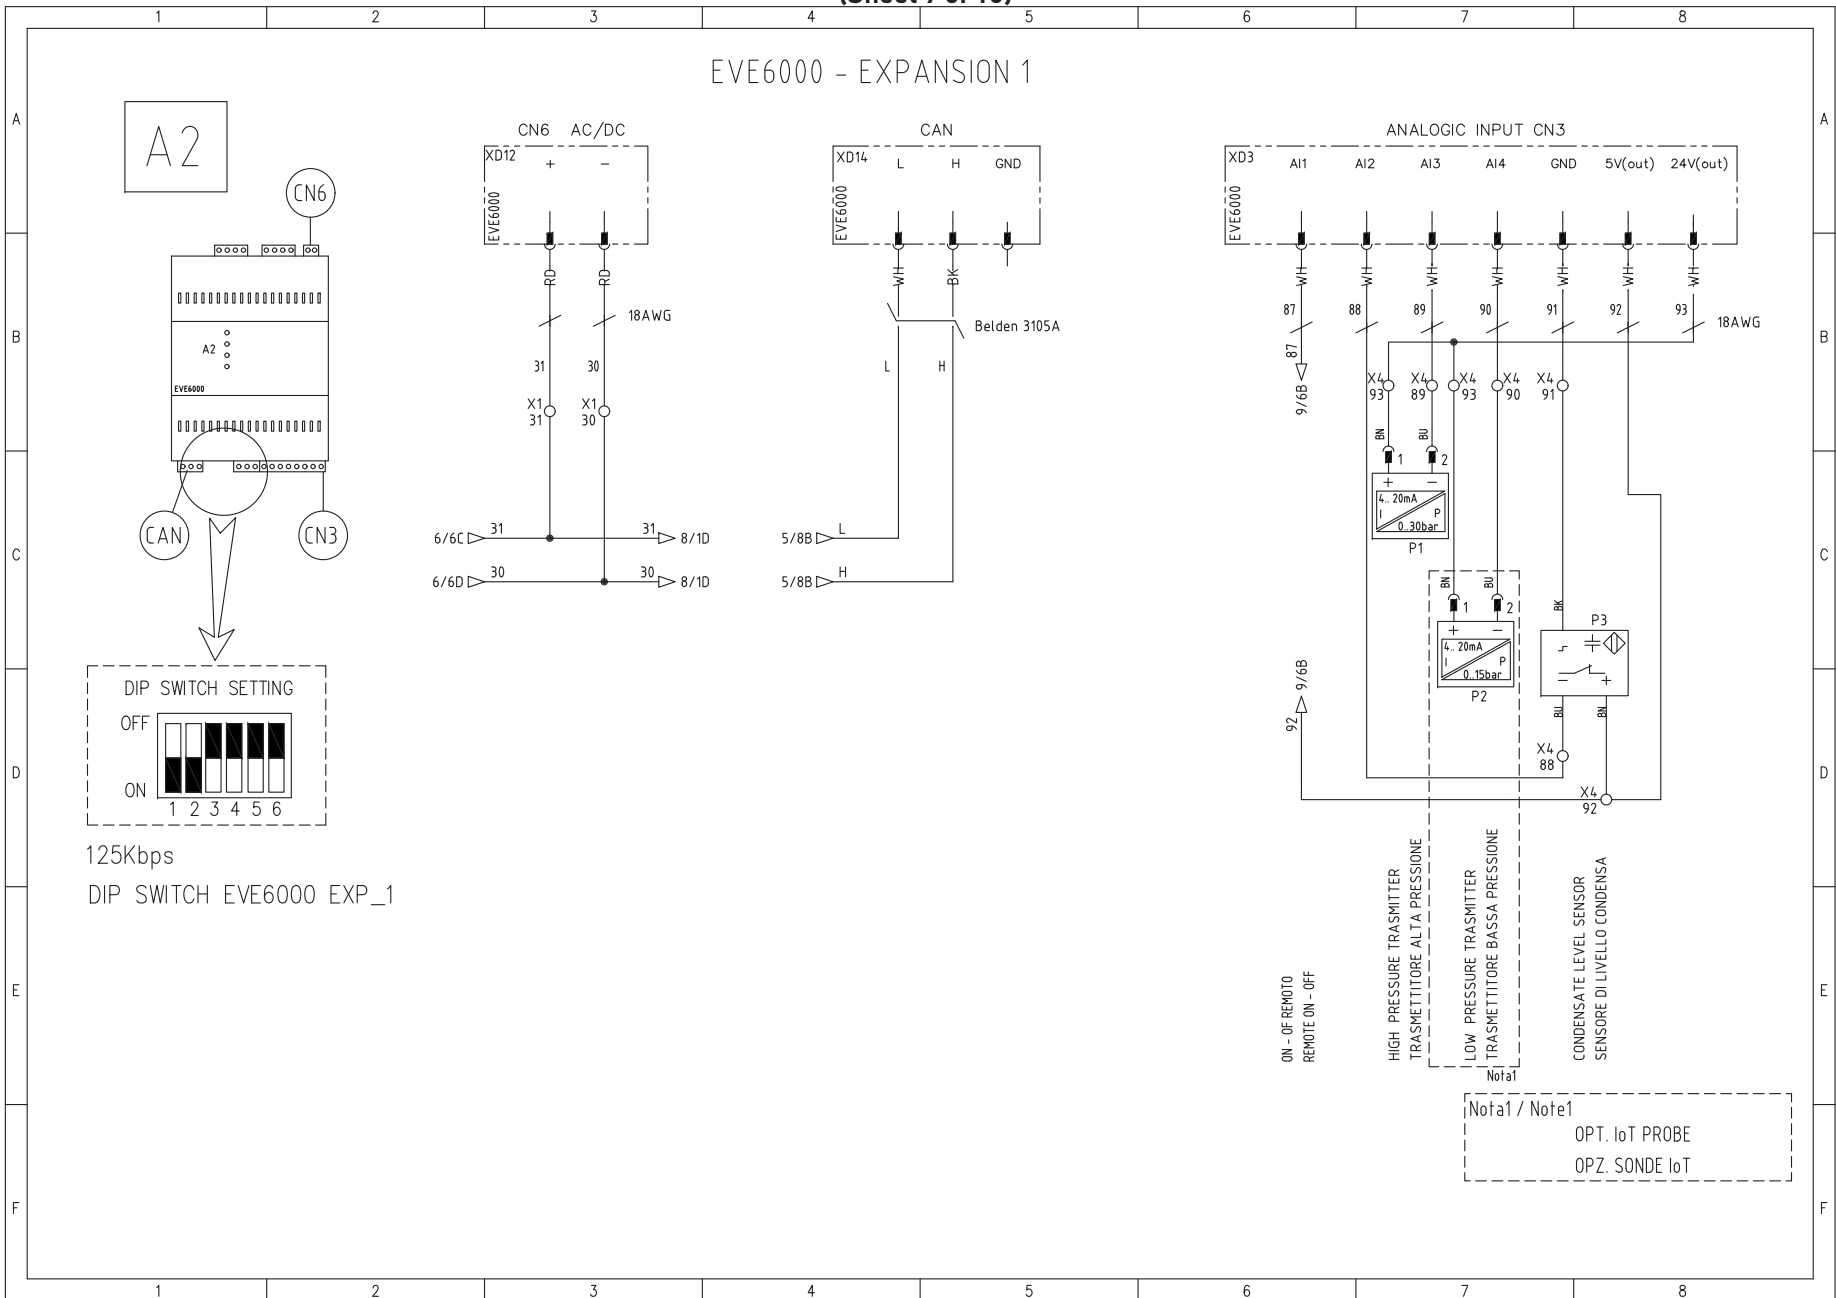 1 2 3 4 5 6 7 8
EVE6000 - EXPANSION 1
A A
B B
C C
D D
E E
F F
A2
CN6
A2
EVE6000
CAN
CN3
DIP SWITCH SETTING
OFF
ON
1 2 3 4 5 6
125Kbps
DIP SWITCH EVE6000 EXP_1
CN6 AC/DC
XD12 + -
EVE6000
RD RD
18AWG
31 30
X1 X1
31 30
6/6C 31 31 8/1D
6/6D 30 30 8/1D
CAN
XD14 L H GND
EVE6000
WH BK
Belden 3105A
L H
5/8B L
5/8B H
ANALOGIC INPUT CN3
XD3 AI1 AI2 AI3 AI4 GND 5V(out) 24V(out)
EVE6000
WH WH WH WH WH WH WH
87 88 89 90 91 92 93 18AWG
87
9/6B
X4 X4 X4 X4 X4
93 89 93 90 91
BN BU
1 2
+ -
4.. 20mA
I P
0..30bar
P1
BN BU BK
1 2
+ -
4.. 20mA
I P
0..15bar
P2
P3
- +
BU BN
92 9/6B
X4
88
X4
92
ON - OF REMOTO
REMOTE ON - OFF
HIGH PRESSURE TRASMITTER
TRASMETTITORE ALTA PRESSIONE
LOW PRESSURE TRASMITTER
TRASMETTITORE BASSA PRESSIONE
CONDENSATE LEVEL SENSOR
SENSORE DI LIVELLO CONDENSA
Nota1
Nota1 / Note1
OPT. IoT PROBE
OPZ. SONDE IoT
1 2 3 4 5 6 7 8